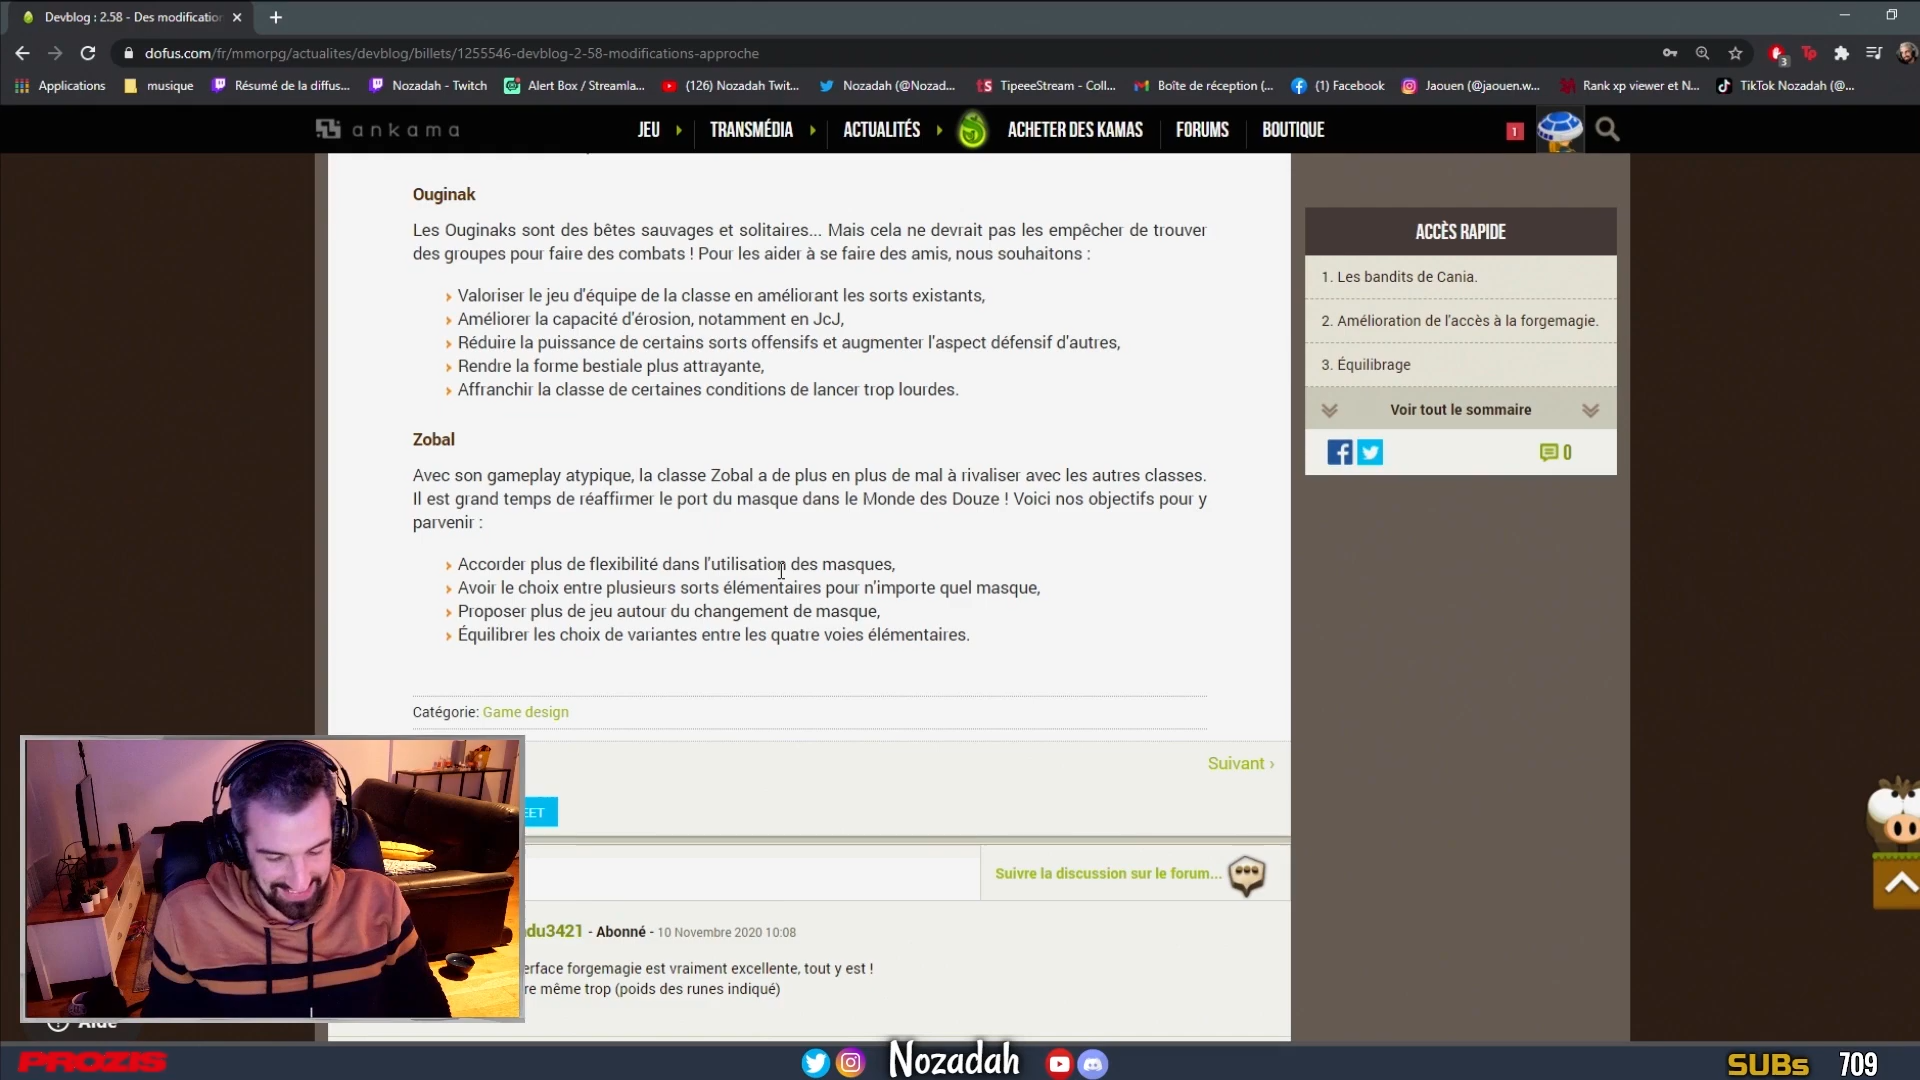 Devblog : 2.58 - Des modification
dofus.com/fr/mmorpg/actualites/devblog/billets/1255546-devblog-2-58-modifications-approche
3
Applications
musique
Résumé de la diffus...
Nozadah - Twitch
Alert Box / Streamla...
(126) Nozadah Twit...
Nozadah (@Nozad...
TipeeeStream - Coll...
Boîte de réception (...
(1) Facebook
Jaouen (@jaouen.w...
Rank xp viewer et N...
TikTok Nozadah (@...
ankama
JEU
TRANSMÉDIA
ACTUALITÉS
ACHETER DES KAMAS
FORUMS
BOUTIQUE
1
Ouginak
Les Ouginaks sont des bêtes sauvages et solitaires... Mais cela ne devrait pas les empêcher de trouver
des groupes pour faire des combats ! Pour les aider à se faire des amis, nous souhaitons :
Valoriser le jeu d'équipe de la classe en améliorant les sorts existants,
Améliorer la capacité d'érosion, notamment en JcJ,
Réduire la puissance de certains sorts offensifs et augmenter l'aspect défensif d'autres,
Rendre la forme bestiale plus attrayante,
Affranchir la classe de certaines conditions de lancer trop lourdes.
Zobal
Avec son gameplay atypique, la classe Zobal a de plus en plus de mal à rivaliser avec les autres classes.
Il est grand temps de réaffirmer le port du masque dans le Monde des Douze ! Voici nos objectifs pour y
parvenir :
Accorder plus de flexibilité dans l'utilisation des masques,
Avoir le choix entre plusieurs sorts élémentaires pour n'importe quel masque,
Proposer plus de jeu autour du changement de masque,
Équilibrer les choix de variantes entre les quatre voies élémentaires.
Catégorie: Game design
Suivant ›
EET
Suivre la discussion sur le forum...
du3421 - Abonné - 10 Novembre 2020 10:08
erface forgemagie est vraiment excellente, tout y est !
re même trop (poids des runes indiqué)
ACCÈS RAPIDE
1. Les bandits de Cania.
2. Amélioration de l'accès à la forgemagie.
3. Équilibrage
Voir tout le sommaire
0
Aide
PROZIS
Nozadah
SUBs 709